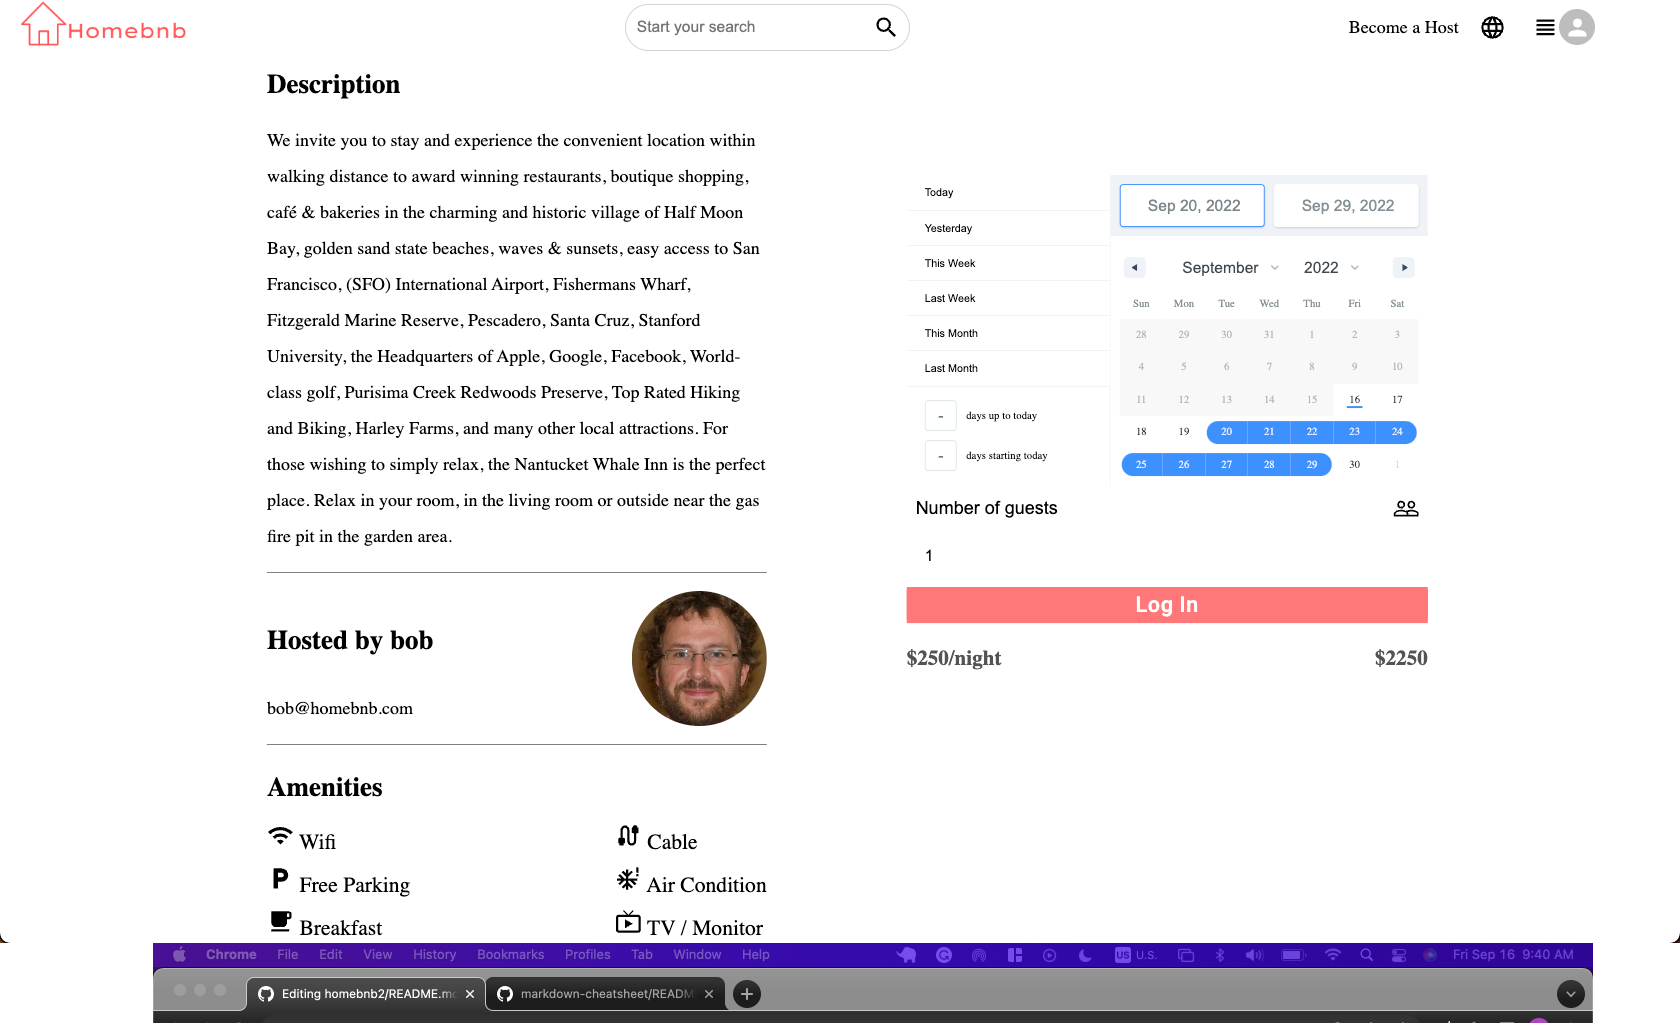 Homebnb
Start your search
Become a Host
Description
We invite you to stay and experience the convenient location within
walking distance to award winning restaurants, boutique shopping,
café & bakeries in the charming and historic village of Half Moon
Bay, golden sand state beaches, waves & sunsets, easy access to San
Francisco, (SFO) International Airport, Fishermans Wharf,
Fitzgerald Marine Reserve, Pescadero, Santa Cruz, Stanford
University, the Headquarters of Apple, Google, Facebook, World-
class golf, Purisima Creek Redwoods Preserve, Top Rated Hiking
and Biking, Harley Farms, and many other local attractions. For
those wishing to simply relax, the Nantucket Whale Inn is the perfect
place. Relax in your room, in the living room or outside near the gas
fire pit in the garden area.
Hosted by bob
bob@homebnb.com
Amenities
Wifi
Cable
Free Parking
Air Condition
Breakfast
TV / Monitor
Today
Yesterday
This Week
Last Week
This Month
Last Month
- days up to today
- days starting today
Sep 20, 2022
Sep 29, 2022
September 2022
Sun Mon Tue Wed Thu Fri Sat
28 29 30 31 1 2 3
4 5 6 7 8 9 10
11 12 13 14 15 16 17
18 19 20 21 22 23 24
25 26 27 28 29 30 1
Number of guests
1
Log In
$250/night
$2250
Chrome File Edit View History Bookmarks Profiles Tab Window Help
US U.S.
Fri Sep 16 9:40 AM
Editing homebnb2/README.mc
markdown-cheatsheet/READM